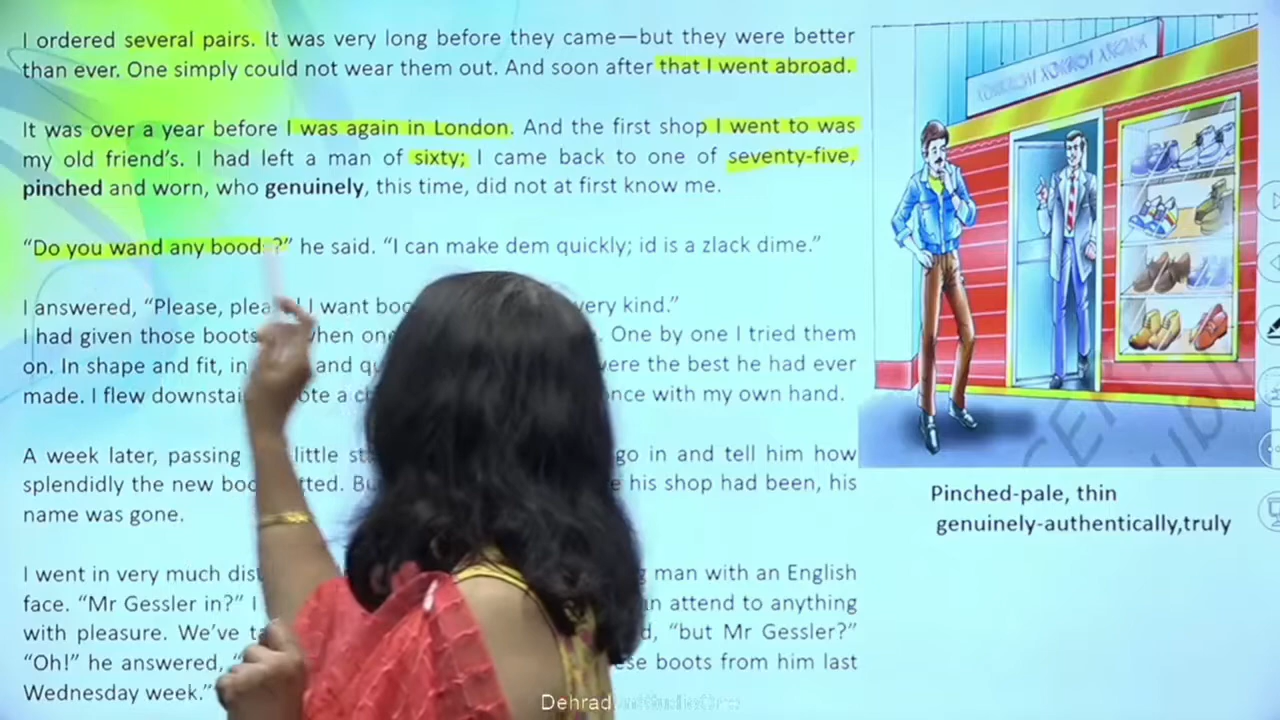 I ordered several pairs. It was very long before they came—but they were better
than ever. One simply could not wear them out. And soon after that I went abroad.
It was over a year before I was again in London. And the first shop I went to was
my old friend's. I had left a man of sixty; I came back to one of seventy-five,
pinched and worn, who genuinely, this time, did not at first know me.
"Do you wand any bood ?" he said. "I can make dem quickly; id is a zlack dime."
I answered, "Please, plea I want boo very kind."
I had given those boots when on One by one I tried them
on. In shape and fit, in and qu were the best he had ever
made. I flew downstai ote a c nce with my own hand.
A week later, passing little s go in and tell him how
splendidly the new boo tted. Bu his shop had been, his
name was gone.
I went in very much dis man with an English
face. "Mr Gessler in?" I n attend to anything
with pleasure. We've ta d, "but Mr Gessler?"
"Oh!" he answered, " ese boots from him last
Wednesday week."
Pinched-pale, thin
genuinely-authentically,truly